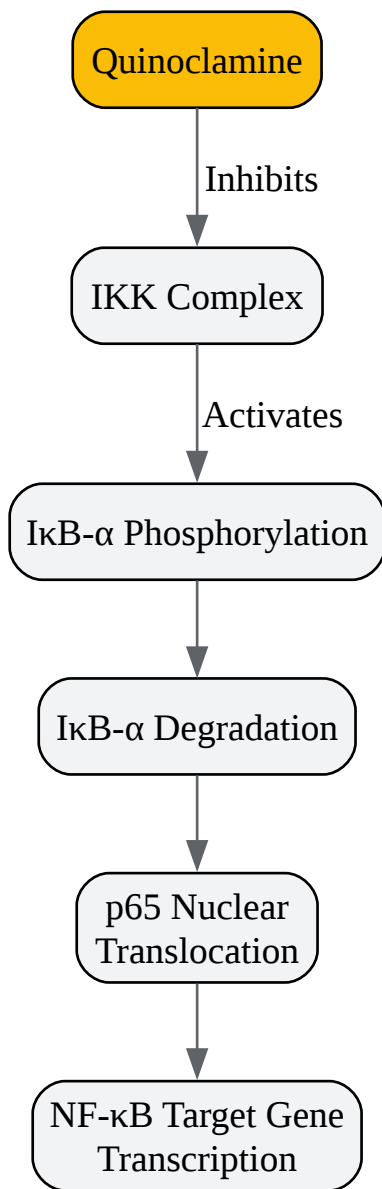 Quinoclamine
Inhibits
IKK Complex
Activates
IκB-α Phosphorylation
IκB-α Degradation
p65 Nuclear
Translocation
NF-κB Target Gene
Transcription